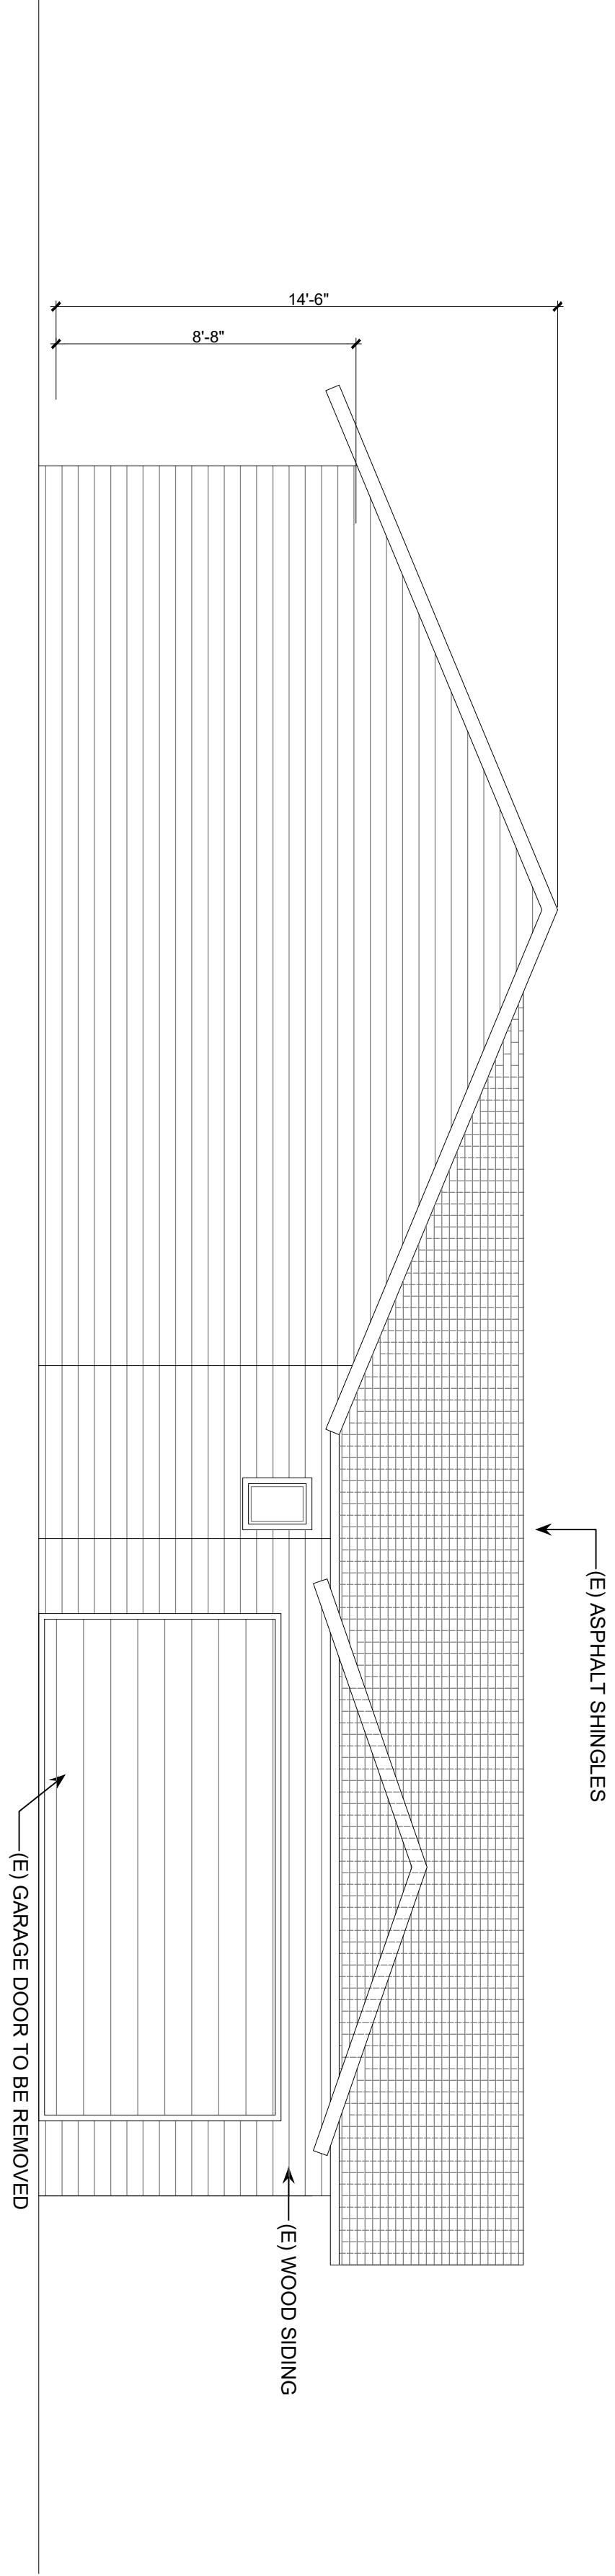 14'-6"
8'-8"
(E) ASPHALT SHINGLES
(E) WOOD SIDING
(E) GARAGE DOOR TO BE REMOVED